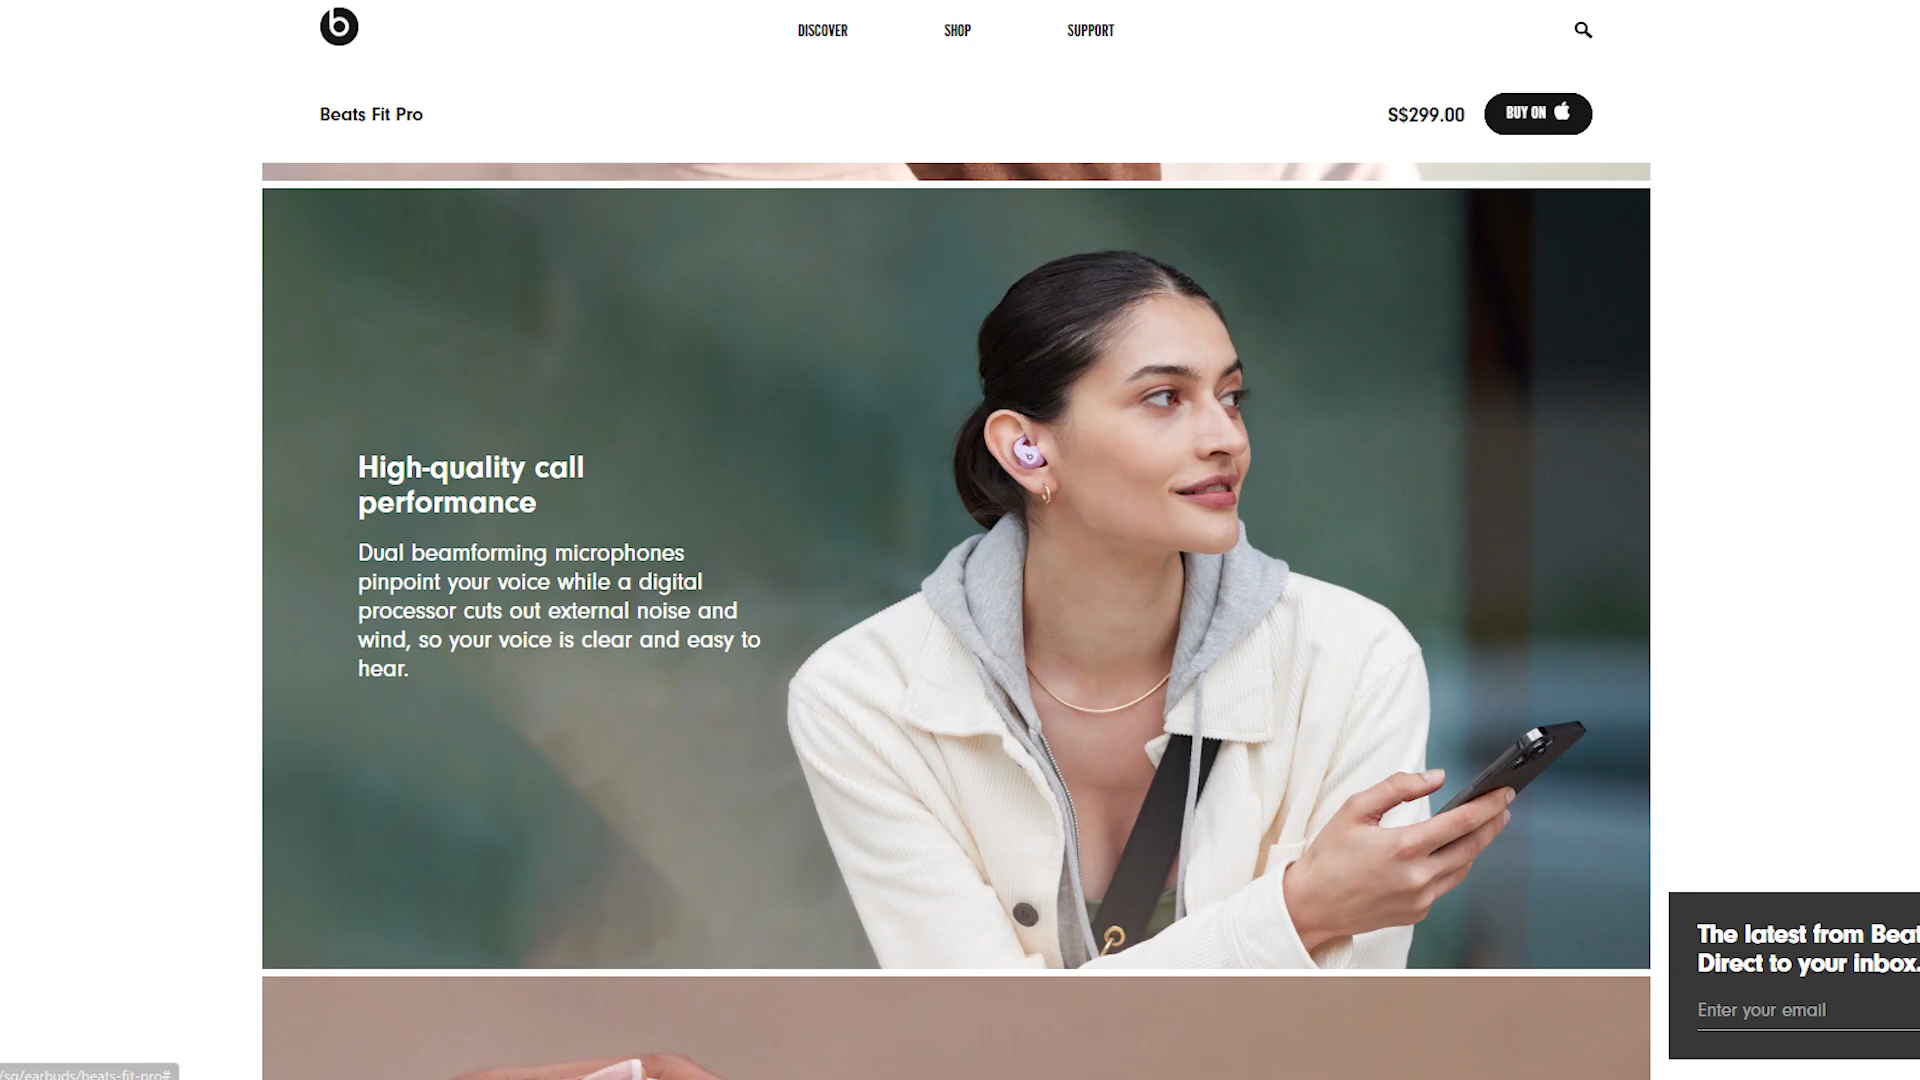 b
DISCOVER
SHOP
SUPPORT
Beats Fit Pro
S$299.00
BUY ON
High-quality call
performance
Dual beamforming microphones
pinpoint your voice while a digital
processor cuts out external noise and
wind, so your voice is clear and easy to
hear.
The latest from Beat
Direct to your inbox.
Enter your email
/sg/earbuds/beats-fit-pro#